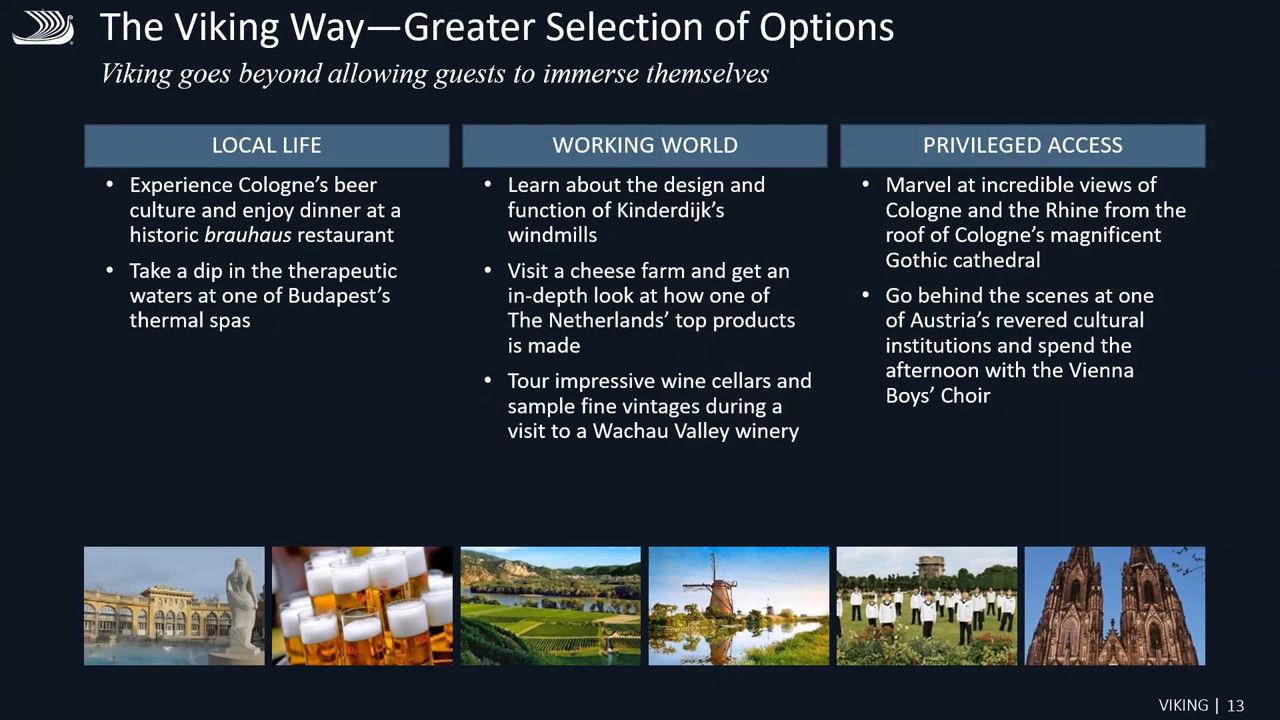 The Viking Way—Greater Selection of Options
Viking goes beyond allowing guests to immerse themselves
LOCAL LIFE
• Experience Cologne's beer
culture and enjoy dinner at a
historic brauhaus restaurant
• Take a dip in the therapeutic
waters at one of Budapest's
thermal spas
WORKING WORLD
• Learn about the design and
function of Kinderdijk's
windmills
• Visit a cheese farm and get an
in-depth look at how one of
The Netherlands' top products
is made
• Tour impressive wine cellars and
sample fine vintages during a
visit to a Wachau Valley winery
PRIVILEGED ACCESS
• Marvel at incredible views of
Cologne and the Rhine from the
roof of Cologne's magnificent
Gothic cathedral
• Go behind the scenes at one
of Austria's revered cultural
institutions and spend the
afternoon with the Vienna
Boys' Choir
VIKING | 13